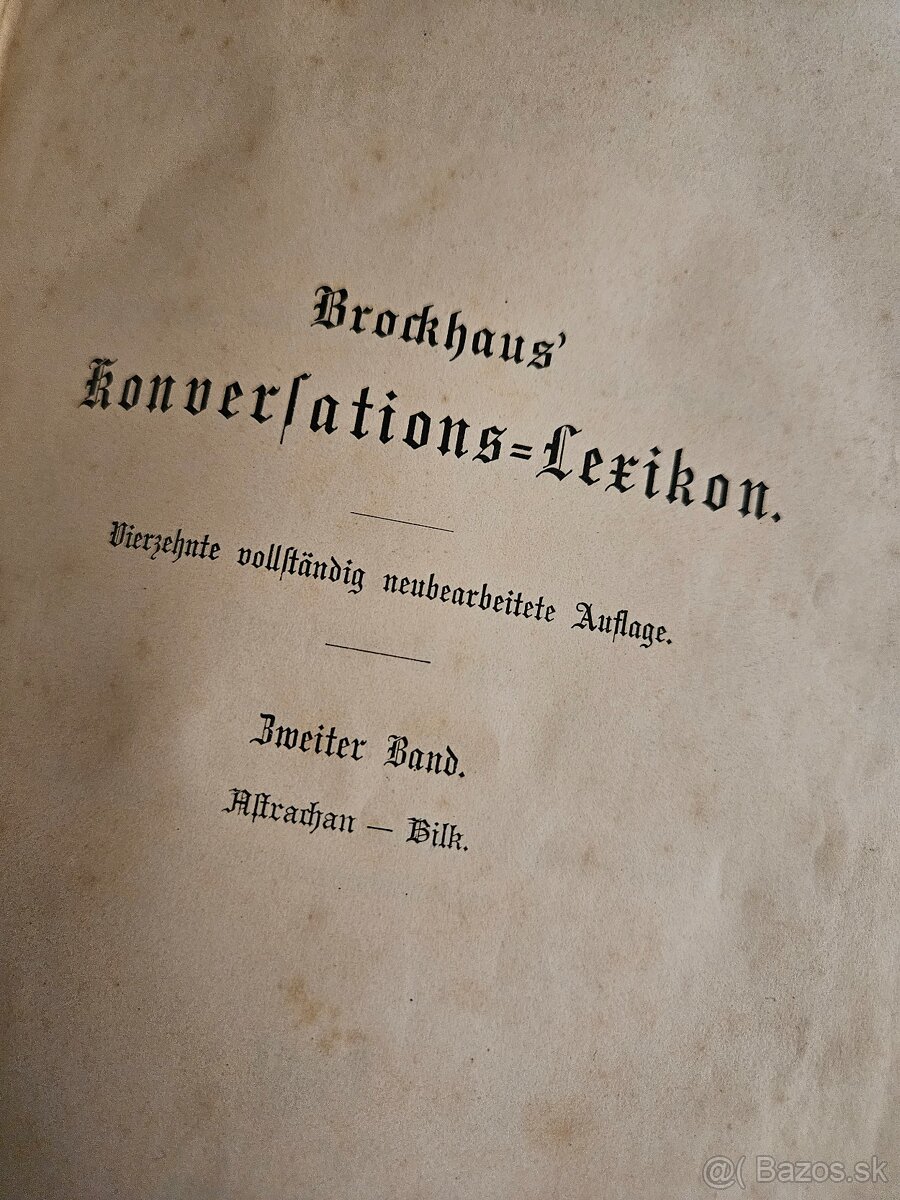 Brockhaus'
Konverſations=Lexikon.
Vierzehnte vollſtändig neubearbeitete Auflage.
Zweiter Band.
Aſtrachan — Bilk.
@( Bazos.sk